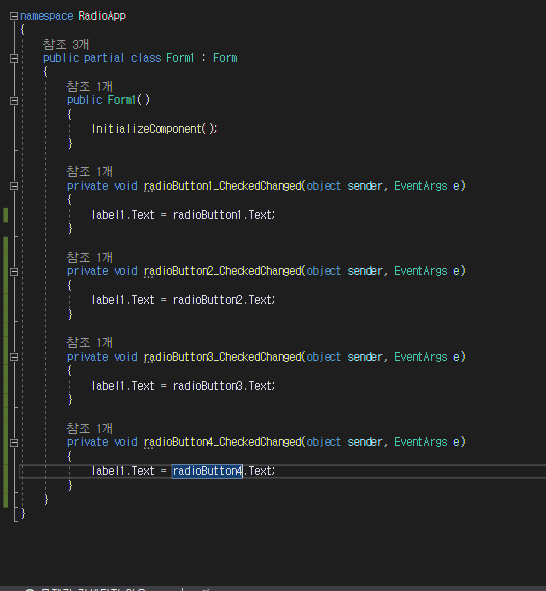 namespace RadioApp
{
참조 3개
public partial class Form1 : Form
{
참조 1개
public Form1()
{
InitializeComponent();
}
참조 1개
private void radioButton1_CheckedChanged(object sender, EventArgs e)
{
label1.Text = radioButton1.Text;
}
참조 1개
private void radioButton2_CheckedChanged(object sender, EventArgs e)
{
label1.Text = radioButton2.Text;
}
참조 1개
private void radioButton3_CheckedChanged(object sender, EventArgs e)
{
label1.Text = radioButton3.Text;
}
참조 1개
private void radioButton4_CheckedChanged(object sender, EventArgs e)
{
label1.Text = radioButton4.Text;
}
}
}